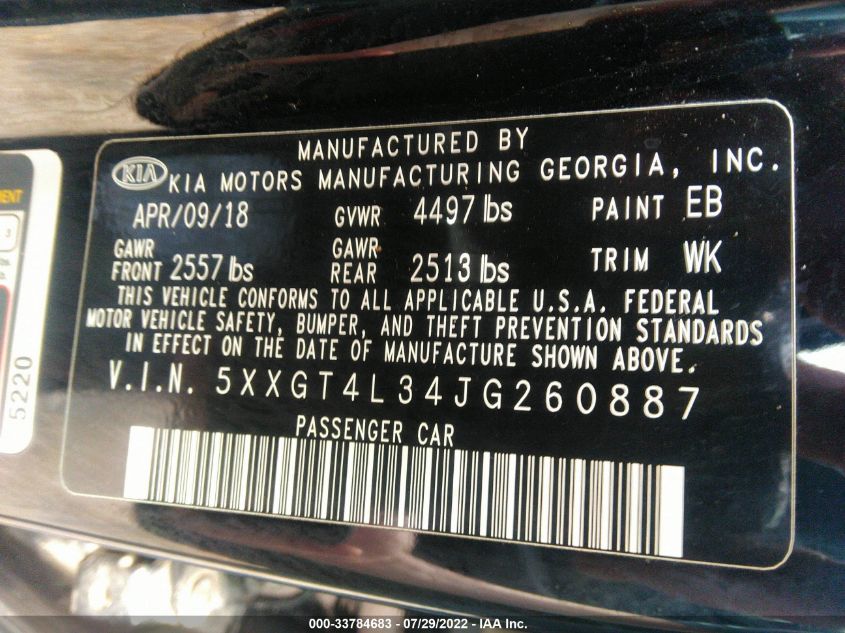 MANUFACTURED BY
KIA KIA MOTORS MANUFACTURING GEORGIA, INC.
APR/09/18 GVWR 4497 lbs PAINT EB
GAWR FRONT 2557 lbs GAWR REAR 2513 lbs TRIM WK
THIS VEHICLE CONFORMS TO ALL APPLICABLE U.S.A. FEDERAL
MOTOR VEHICLE SAFETY, BUMPER, AND THEFT PREVENTION STANDARDS
IN EFFECT ON THE DATE OF MANUFACTURE SHOWN ABOVE.
V.I.N. 5XXGT4L34JG260887
PASSENGER CAR
5220
000-33784683 - 07/29/2022 - IAA Inc.